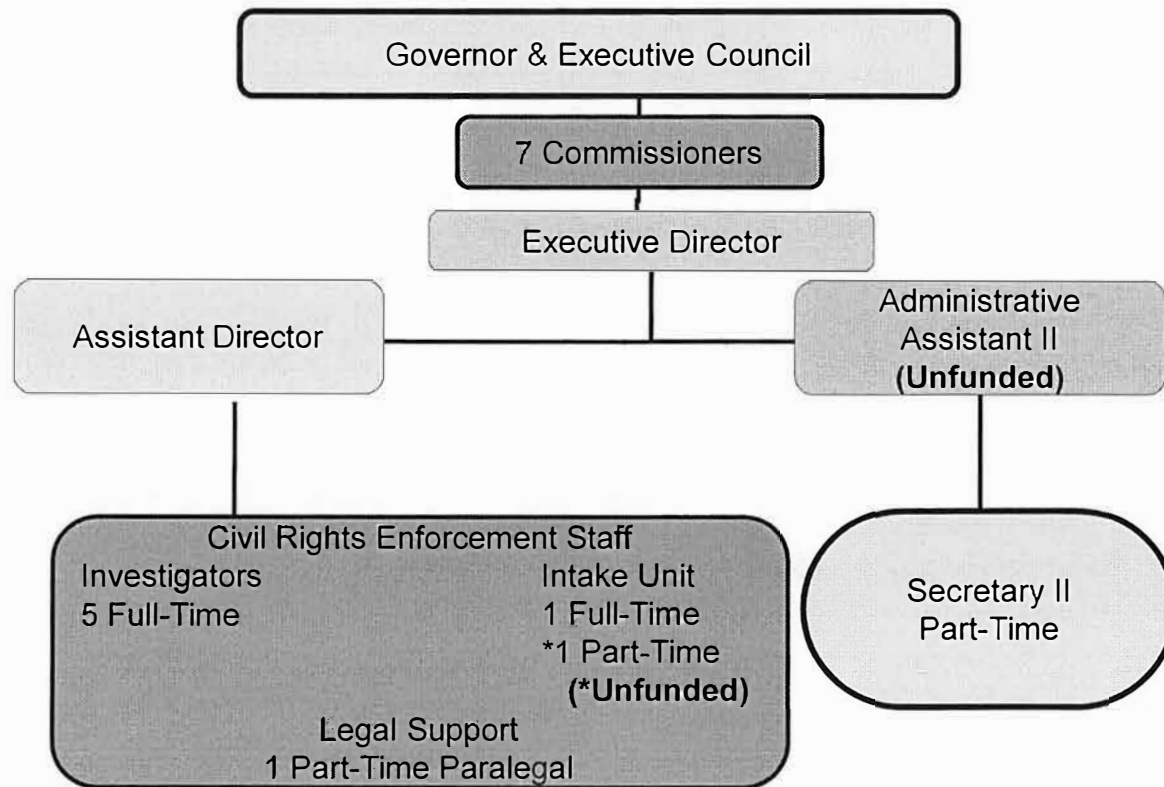 Governor & Executive Council
7 Commissioners
Executive Director
Assistant Director
Administrative
Assistant II
(Unfunded)
Civil Rights Enforcement Staff
Investigators
5 Full-Time
Intake Unit
1 Full-Time
*1 Part-Time
(*Unfunded)
Legal Support
1 Part-Time Paralegal
Secretary II
Part-Time